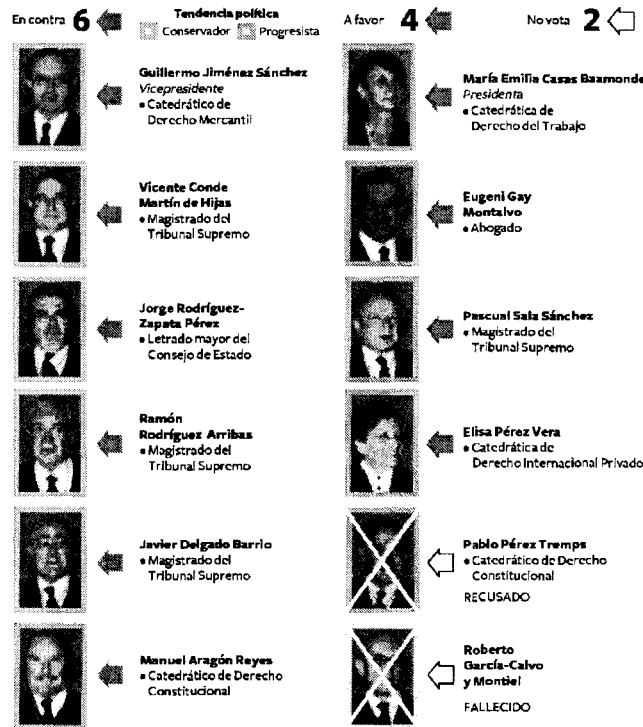 En contra 6
Tendencia política
Conservador Progresista
A favor 4
No vota 2
Guillermo Jiménez Sánchez
Vicepresidente
• Catedrático de
Derecho Mercantil
Vicente Conde
Martín de Hijas
• Magistrado del
Tribunal Supremo
Jorge Rodríguez-
Zapata Pérez
• Letrado mayor del
Consejo de Estado
Ramón
Rodríguez Arribas
• Magistrado del
Tribunal Supremo
Javier Delgado Barrio
• Magistrado del
Tribunal Supremo
Manuel Aragón Reyes
• Catedrático de Derecho
Constitucional
María Emilia Casas Baamonde
Presidenta
• Catedrática de
Derecho del Trabajo
Eugeni Gay
Montalvo
• Abogado
Pascual Sala Sánchez
• Magistrado del
Tribunal Supremo
Elisa Pérez Vera
• Catedrática de
Derecho Internacional Privado
Pablo Pérez Tremps
• Catedrático de Derecho
Constitucional
RECUSADO
Roberto
García-Calvo
y Montiel
FALLECIDO